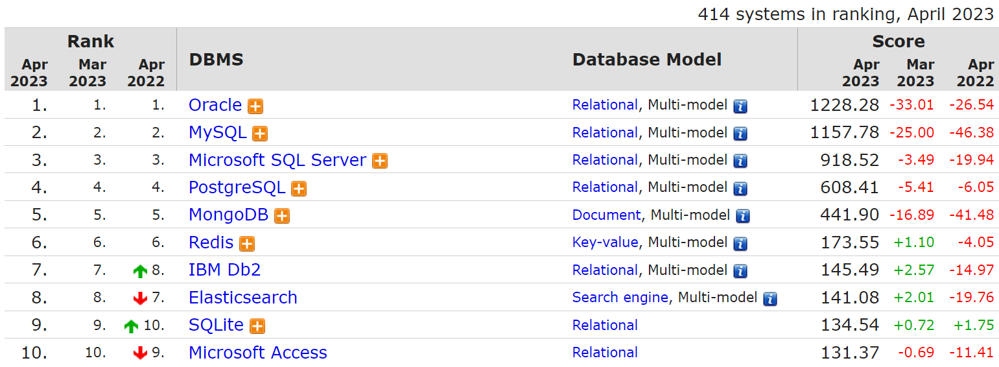 414 systems in ranking, April 2023
Rank DBMS Database Model Score
Apr 2023 Mar 2023 Apr 2022 Apr 2023 Mar 2023 Apr 2022
1. 1. 1. Oracle Relational, Multi-model 1228.28 -33.01 -26.54
2. 2. 2. MySQL Relational, Multi-model 1157.78 -25.00 -46.38
3. 3. 3. Microsoft SQL Server Relational, Multi-model 918.52 -3.49 -19.94
4. 4. 4. PostgreSQL Relational, Multi-model 608.41 -5.41 -6.05
5. 5. 5. MongoDB Document, Multi-model 441.90 -16.89 -41.48
6. 6. 6. Redis Key-value, Multi-model 173.55 +1.10 -4.05
7. 7. 8. IBM Db2 Relational, Multi-model 145.49 +2.57 -14.97
8. 8. 7. Elasticsearch Search engine, Multi-model 141.08 +2.01 -19.76
9. 9. 10. SQLite Relational 134.54 +0.72 +1.75
10. 10. 9. Microsoft Access Relational 131.37 -0.69 -11.41